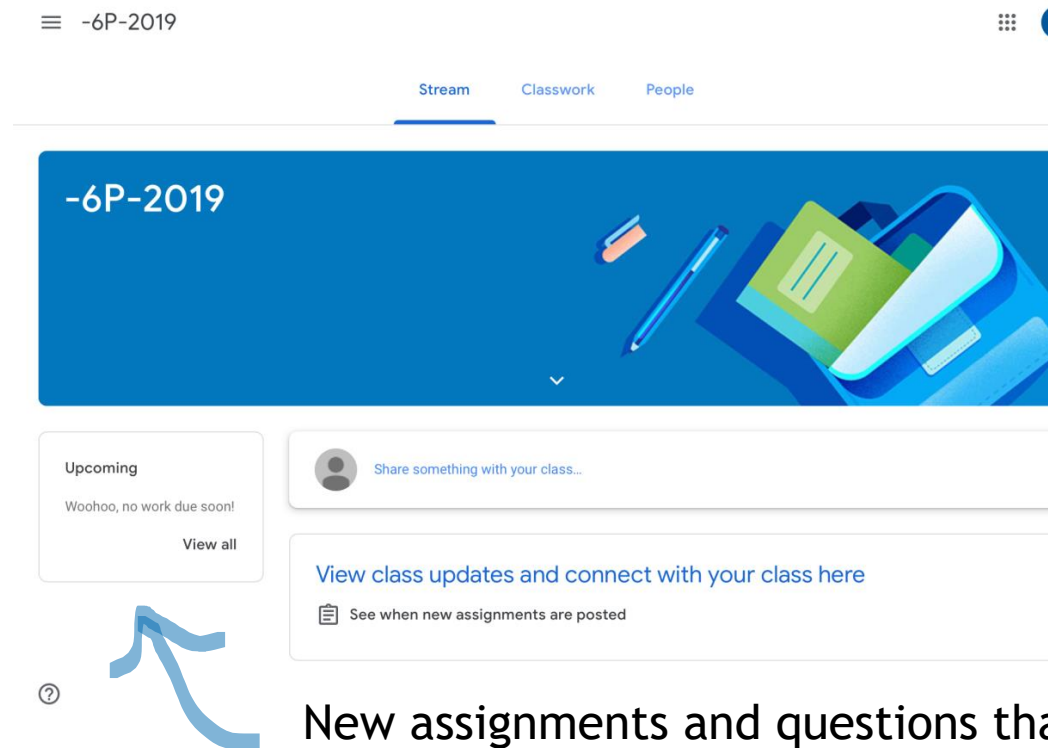 -6P-2019
Stream Classwork People
-6P-2019
Upcoming
Woohoo, no work due soon!
View all
Share something with your class...
View class updates and connect with your class here
See when new assignments are posted
New assignments and questions tha